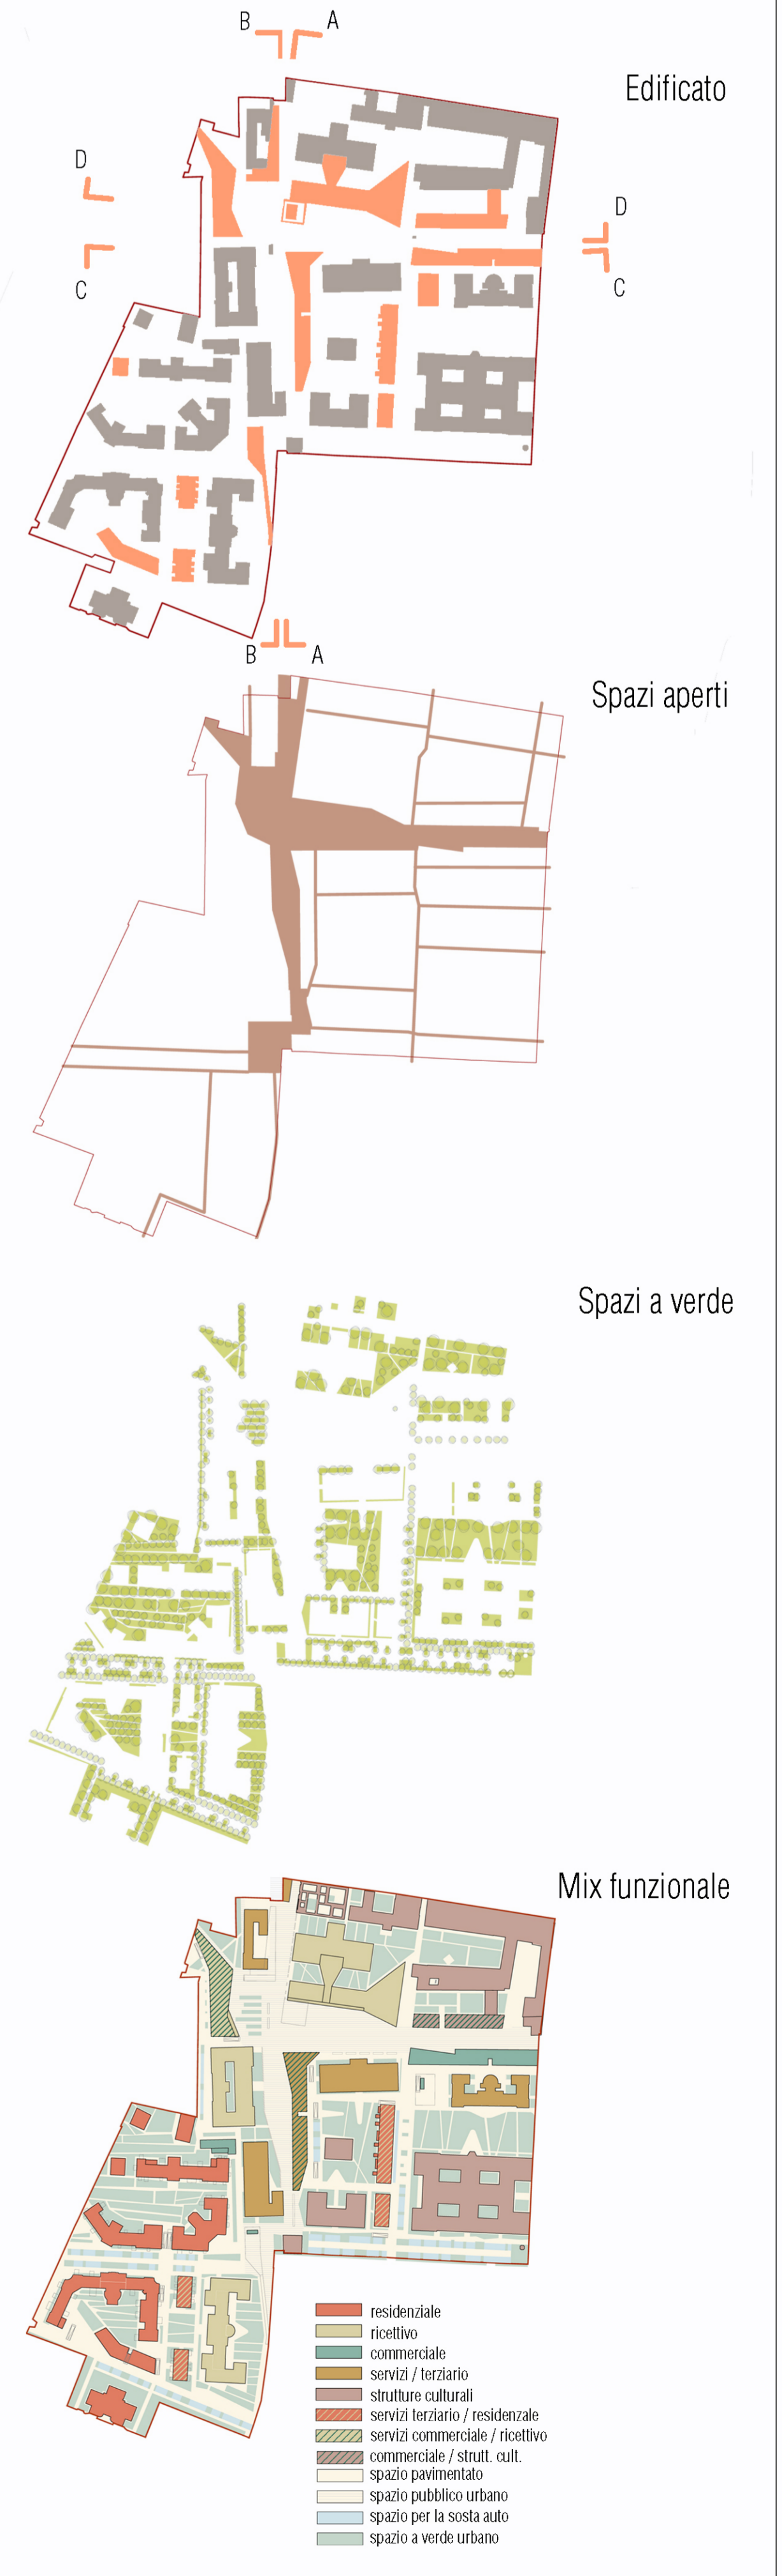 B A
Edificato
D
D
C
C
B A
Spazi aperti
Spazi a verde
Mix funzionale
residenziale
ricettivo
commerciale
servizi / terziario
strutture culturali
servizi terziario / residenzale
servizi commerciale / ricettivo
commerciale / strutt. cult.
spazio pavimentato
spazio pubblico urbano
spazio per la sosta auto
spazio a verde urbano